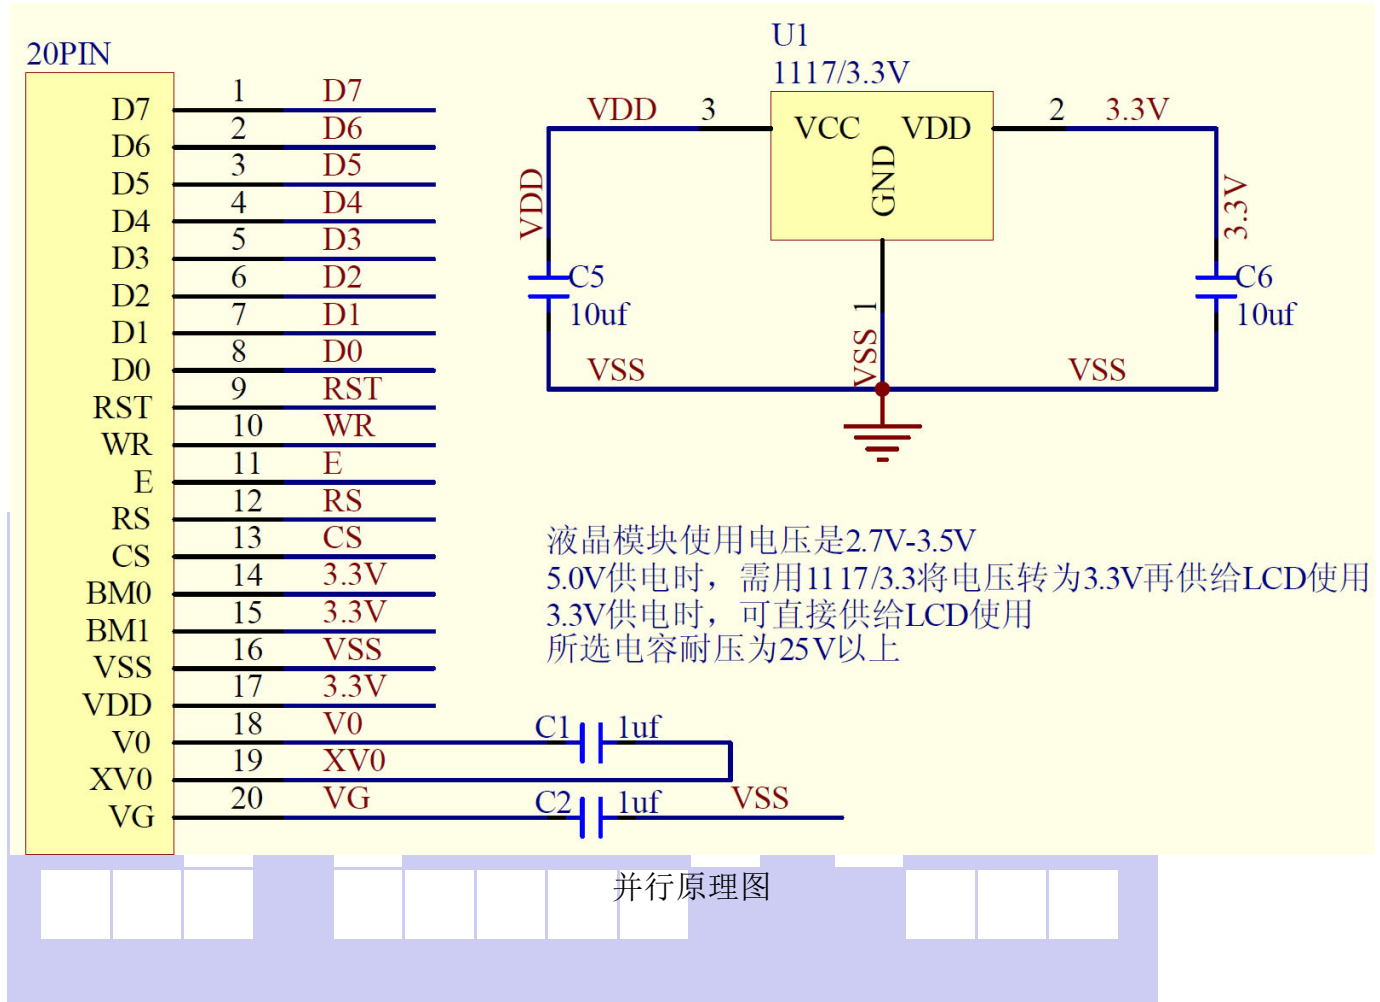 20PIN
D7 1 D7
D6 2 D6
D5 3 D5
D4 4 D4
D3 5 D3
D2 6 D2
D1 7 D1
D0 8 D0
RST 9 RST
WR 10 WR
E 11 E
RS 12 RS
CS 13 CS
BM0 14 3.3V
BM1 15 3.3V
VSS 16 VSS
VDD 17 3.3V
V0 18 V0 C1 1uf
XV0 19 XV0
VG 20 VG C2 1uf VSS
U1
1117/3.3V
VDD 3 VCC VDD 2 3.3V
GND
VDD
3.3V
C5
10uf
C6
10uf
1
VSS
VSS
VSS
液晶模块使用电压是2.7V-3.5V
5.0V供电时，需用1117/3.3将电压转为3.3V再供给LCD使用
3.3V供电时，可直接供给LCD使用
所选电容耐压为25V以上
并行原理图